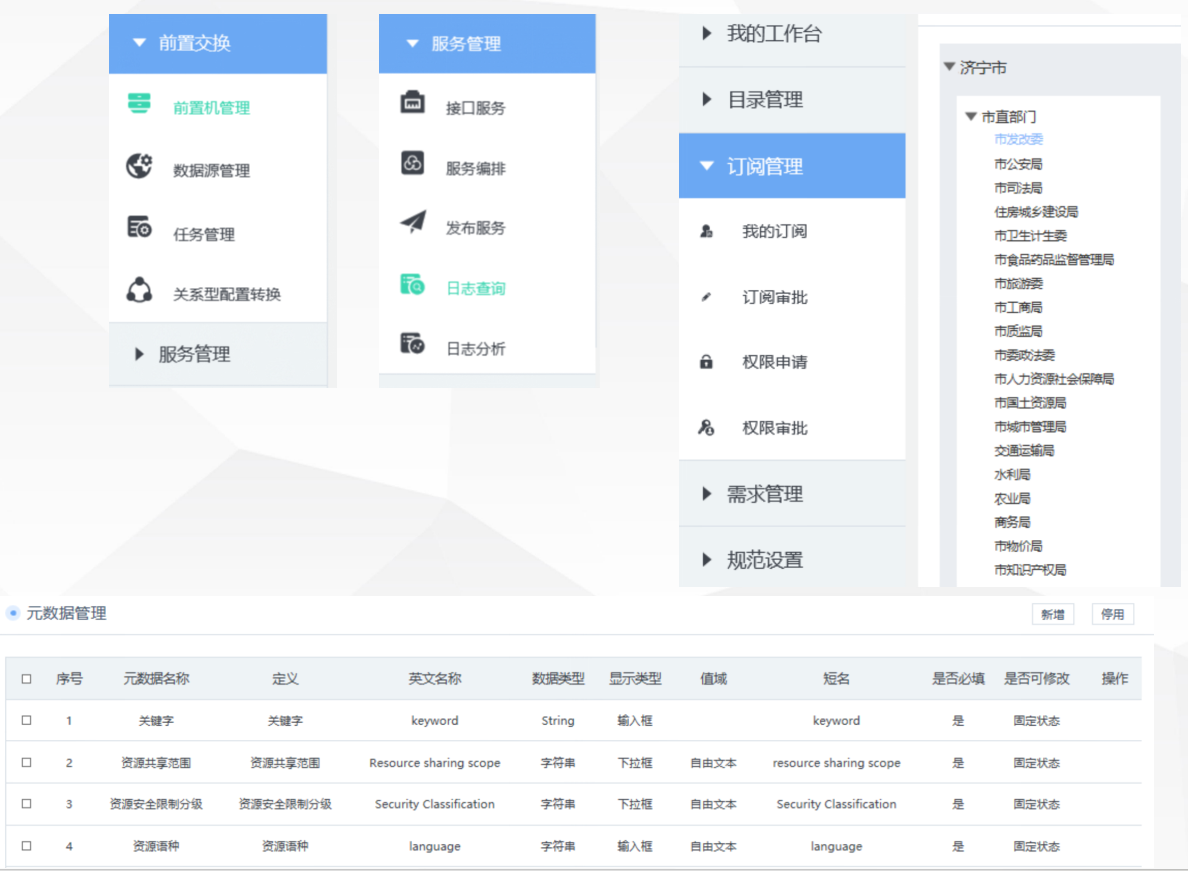 前置交换
前置机管理
数据源管理
任务管理
关系型配置转换
服务管理
服务管理
接口服务
服务编排
发布服务
日志查询
日志分析
我的工作台
目录管理
订阅管理
我的订阅
订阅审批
权限申请
权限审批
需求管理
规范设置
济宁市
市直部门
市发改委
市公安局
市司法局
住房城乡建设局
市卫生计生委
市食品药品监督管理局
市旅游委
市工商局
市质监局
市委政法委
市人力资源社会保障局
市国土资源局
市城市管理局
交通运输局
水利局
农业局
商务局
市物价局
市知识产权局
元数据管理 新增 停用
序号 元数据名称 定义 英文名称 数据类型 显示类型 值域 短名 是否必填 是否可修改 操作
1 关键字 关键字 keyword String 输入框 keyword 是 固定状态
2 资源共享范围 资源共享范围 Resource sharing scope 字符串 下拉框 自由文本 resource sharing scope 是 固定状态
3 资源安全限制分级 资源安全限制分级 Security Classification 字符串 下拉框 自由文本 Security Classification 是 固定状态
4 资源语种 资源语种 language 字符串 输入框 自由文本 language 是 固定状态